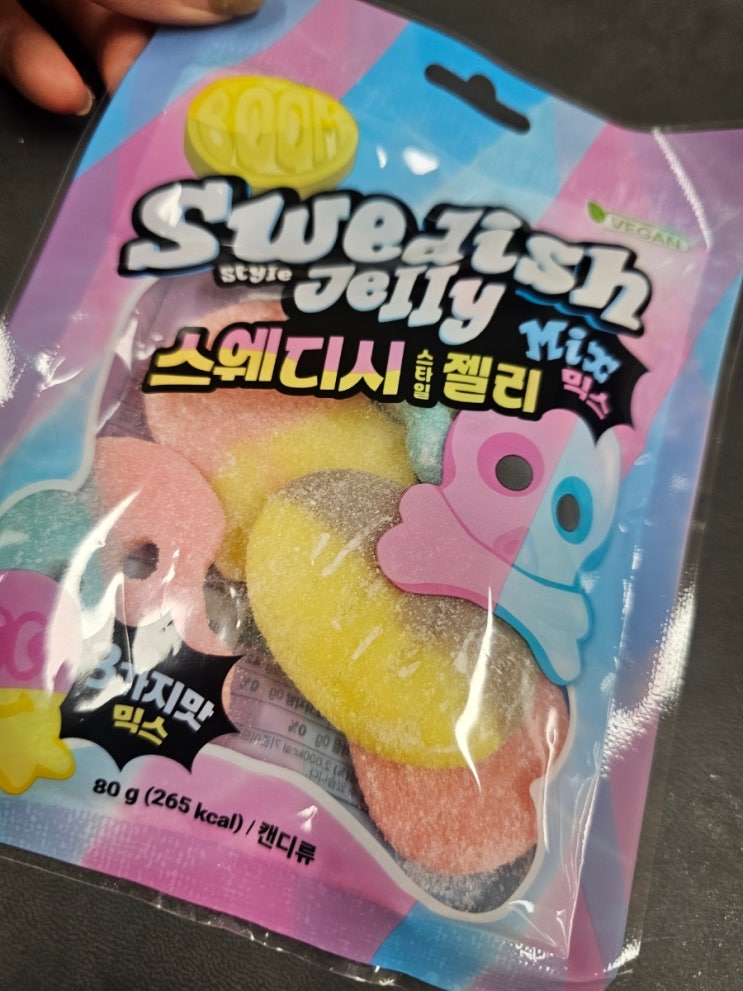 BOOM
VEGAN
Swedish
Style Jelly
Mix
스웨디시 스타일 젤리 믹스
3가지맛
믹스
80 g (265 kcal) / 캔디류